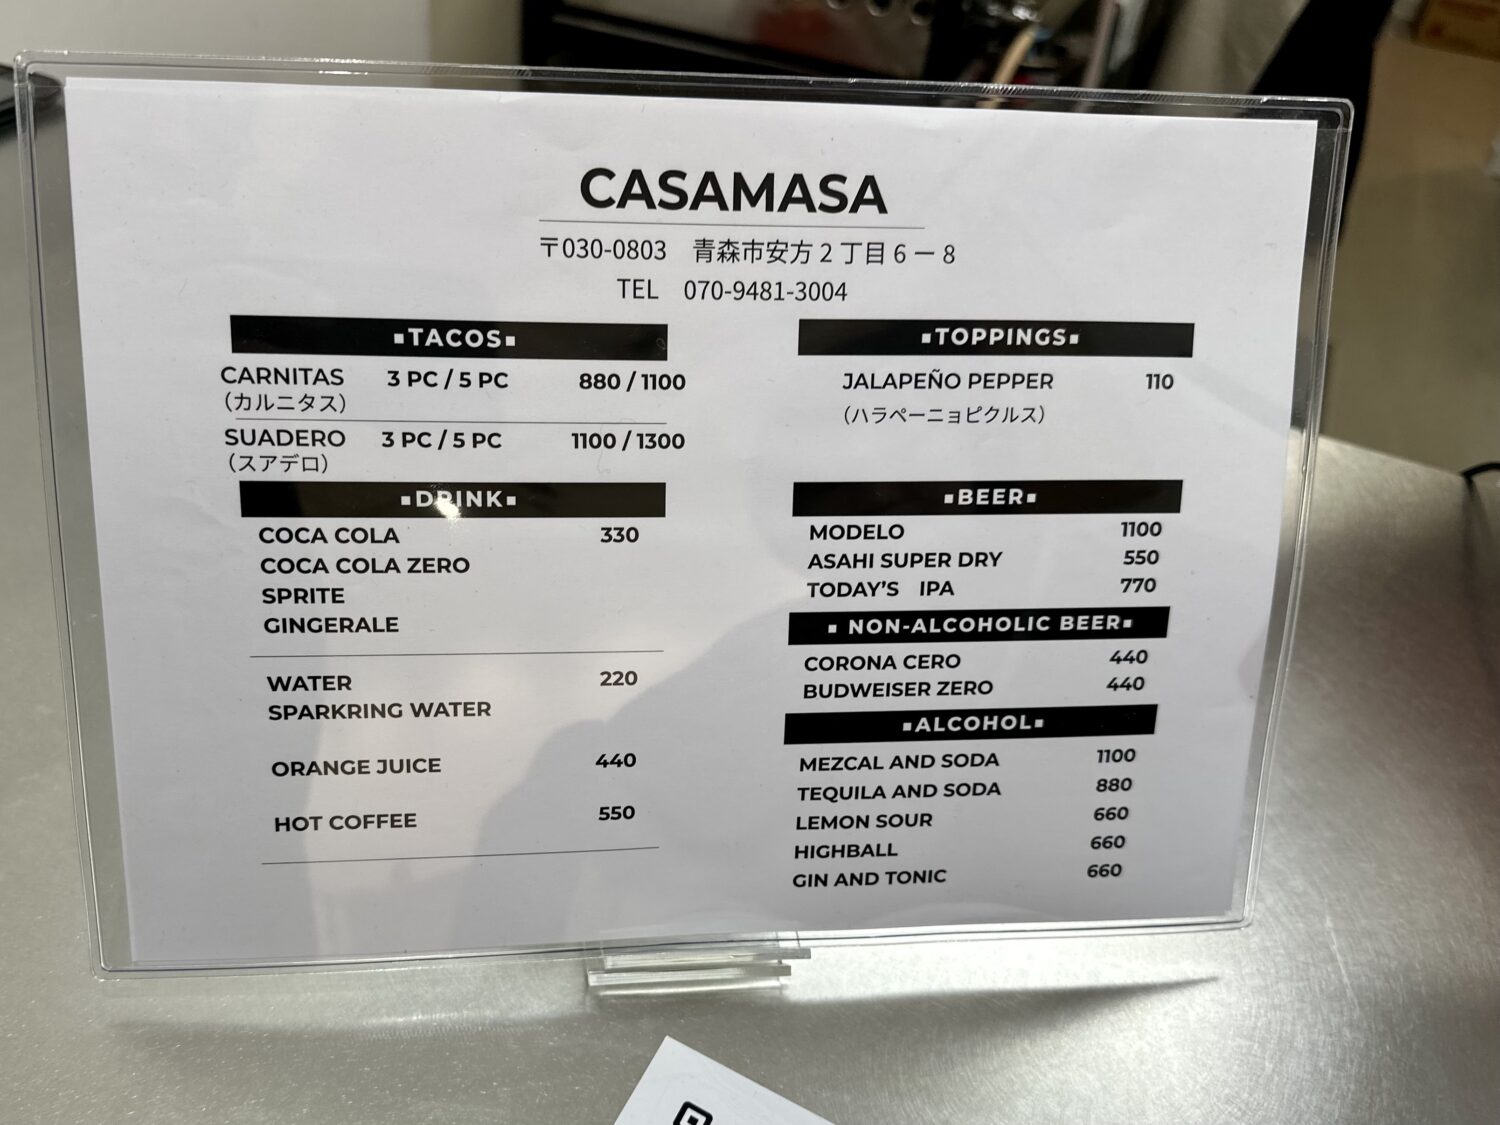 CASAMASA
〒030-0803 青森市安方2丁目6ー8
TEL 070-9481-3004
▪TACOS▪
CARNITAS 3 PC / 5 PC 880 / 1100
（カルニタス）
SUADERO 3 PC / 5 PC 1100 / 1300
（スアデロ）
▪DRINK▪
COCA COLA 330
COCA COLA ZERO
SPRITE
GINGERALE
WATER 220
SPARKRING WATER
ORANGE JUICE 440
HOT COFFEE 550
▪TOPPINGS▪
JALAPEÑO PEPPER 110
（ハラペーニョピクルス）
▪BEER▪
MODELO 1100
ASAHI SUPER DRY 550
TODAY'S IPA 770
▪ NON-ALCOHOLIC BEER▪
CORONA CERO 440
BUDWEISER ZERO 440
▪ALCOHOL▪
MEZCAL AND SODA 1100
TEQUILA AND SODA 880
LEMON SOUR 660
HIGHBALL 660
GIN AND TONIC 660